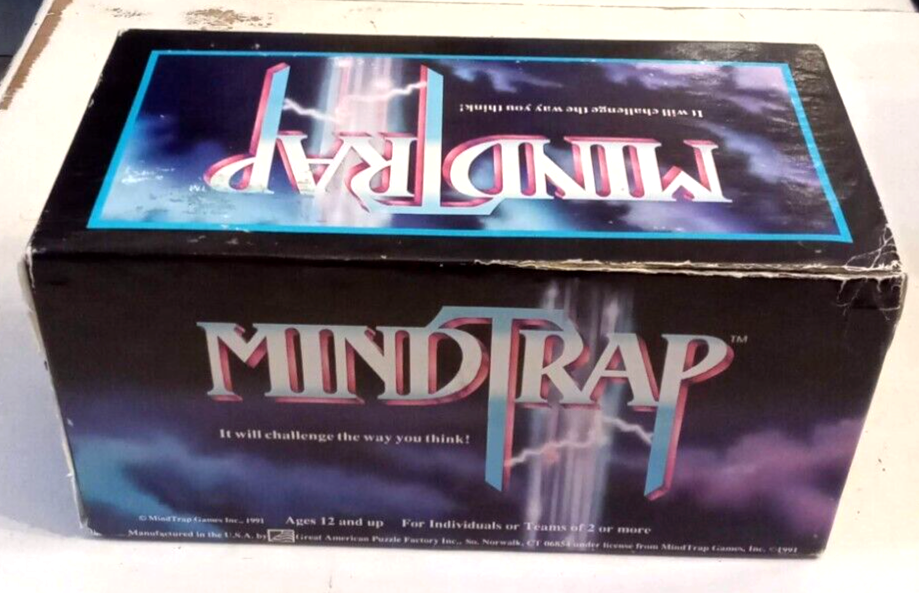 It will challenge the way you think!
MINDTRAP
TM
MINDTRAP™
It will challenge the way you think!
© MindTrap Games Inc., 1991 Ages 12 and up For Individuals or Teams of 2 or more
Manufactured in the U.S.A. by Great American Puzzle Factory Inc., So. Norwalk, CT 06854 under license from MindTrap Games, Inc. © 1991